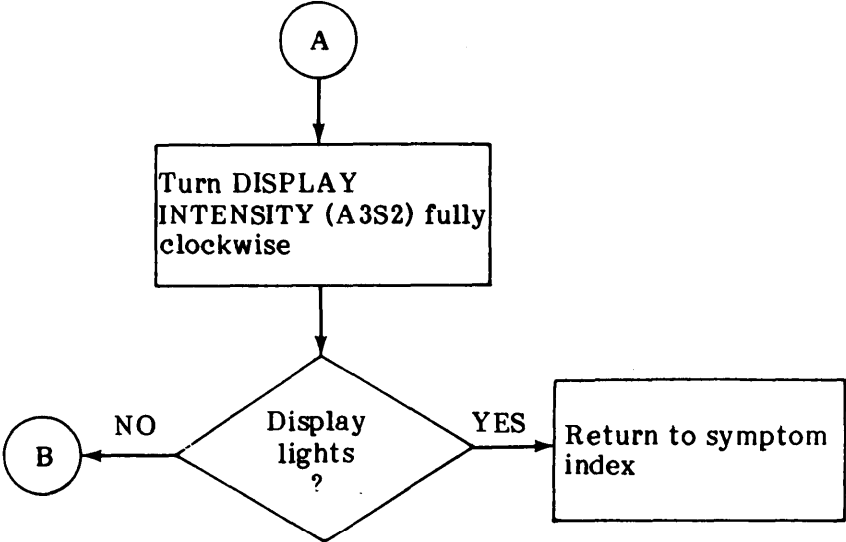 A
Turn DISPLAY
INTENSITY (A3S2) fully
clockwise
Display
lights
?
NO
YES
B
Return to symptom
index